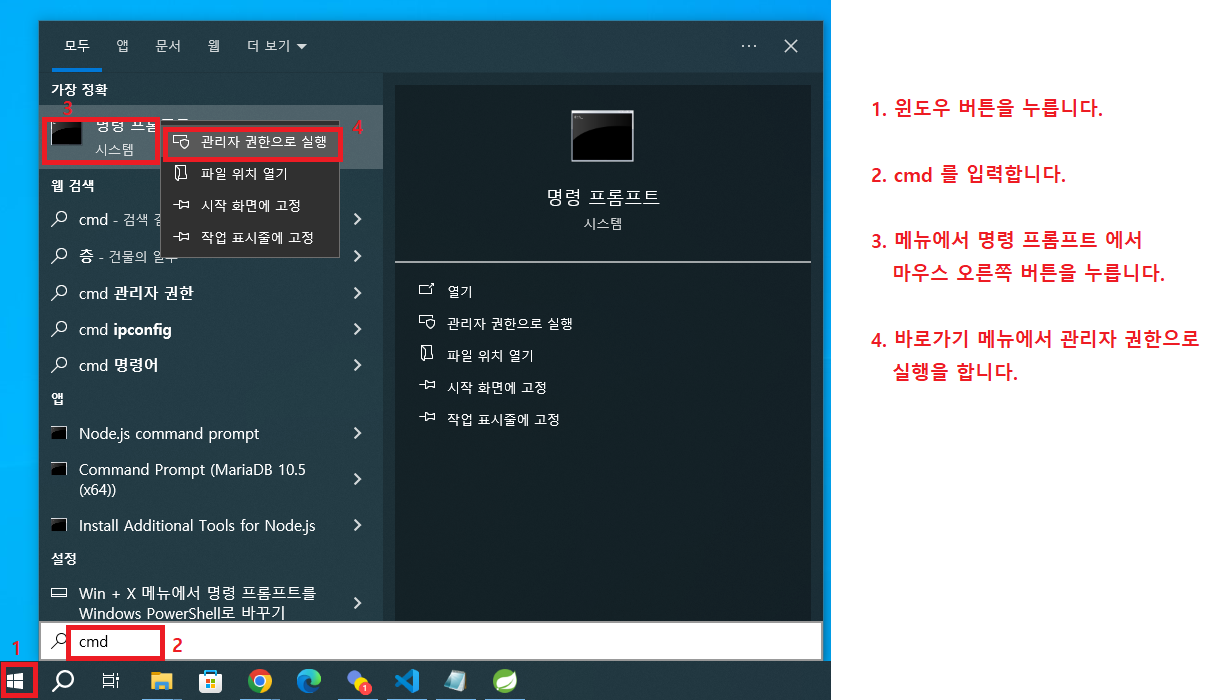 모두 앱 문서 웹 더 보기
가장 정확
3
명령 프롬프트
시스템
4
관리자 권한으로 실행
파일 위치 열기
시작 화면에 고정
작업 표시줄에 고정
웹 검색
cmd - 검색
층 - 건물의
cmd 관리자 권한
cmd ipconfig
cmd 명령어
앱
Node.js command prompt
Command Prompt (MariaDB 10.5
(x64))
Install Additional Tools for Node.js
설정
Win + X 메뉴에서 명령 프롬프트를
Windows PowerShell로 바꾸기
명령 프롬프트
시스템
열기
관리자 권한으로 실행
파일 위치 열기
시작 화면에 고정
작업 표시줄에 고정
1
cmd
2
1
1. 윈도우 버튼을 누릅니다.
2. cmd 를 입력합니다.
3. 메뉴에서 명령 프롬프트 에서
마우스 오른쪽 버튼을 누릅니다.
4. 바로가기 메뉴에서 관리자 권한으로
실행을 합니다.